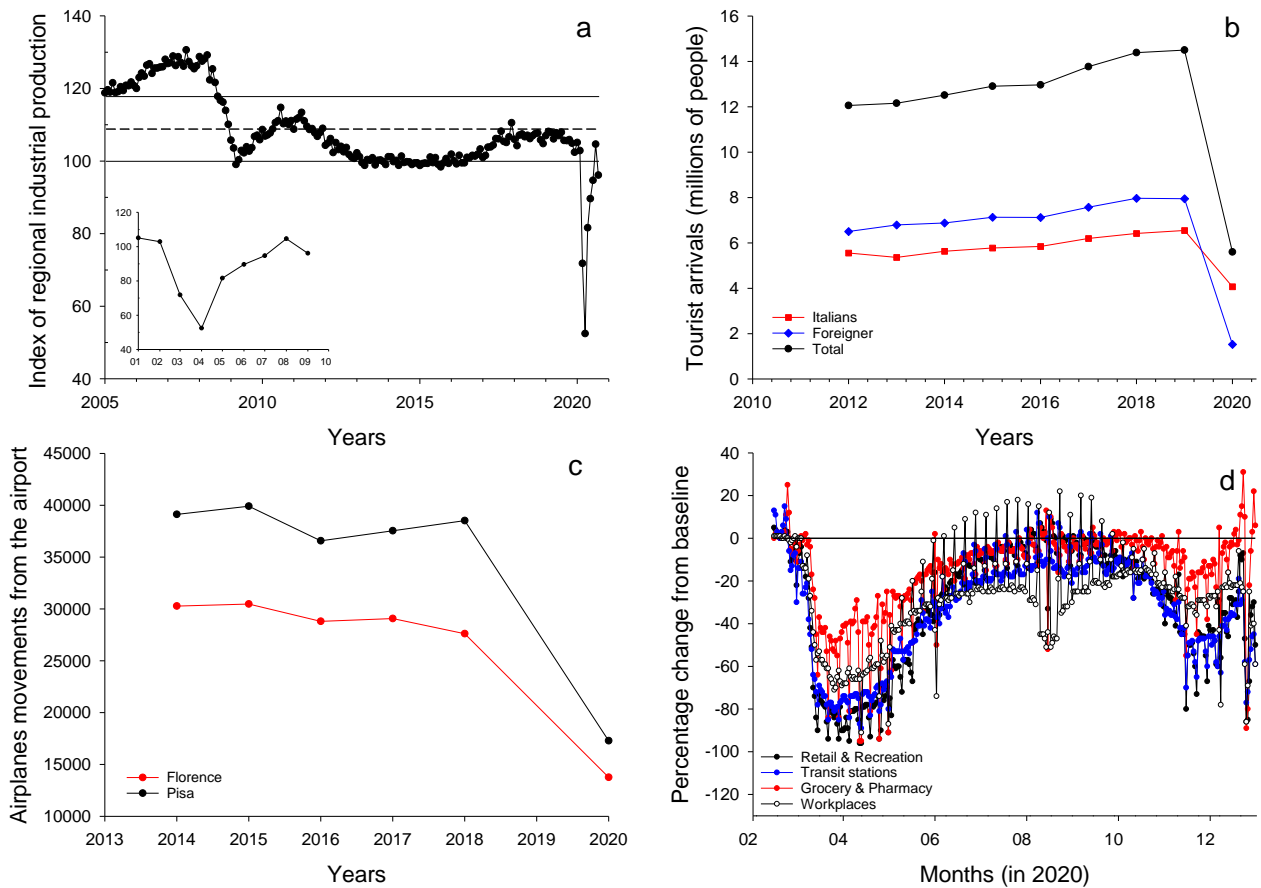 a
Index of regional industrial production
140
120
100
80
60
40
120
100
80
60
40
01 02 03 04 05 06 07 08 09 10
2005 2010 2015 2020
Years
b
Tourist arrivals (millions of people)
16
14
12
10
8
6
4
2
0
Italians
Foreigner
Total
2010 2012 2014 2016 2018 2020
Years
c
Airplanes movements from the airport
45000
40000
35000
30000
25000
20000
15000
10000
Florence
Pisa
2013 2014 2015 2016 2017 2018 2019 2020
Years
d
Percentage change from baseline
40
20
0
-20
-40
-60
-80
-100
-120
Retail & Recreation
Transit stations
Grocery & Pharmacy
Workplaces
02 04 06 08 10 12
Months (in 2020)